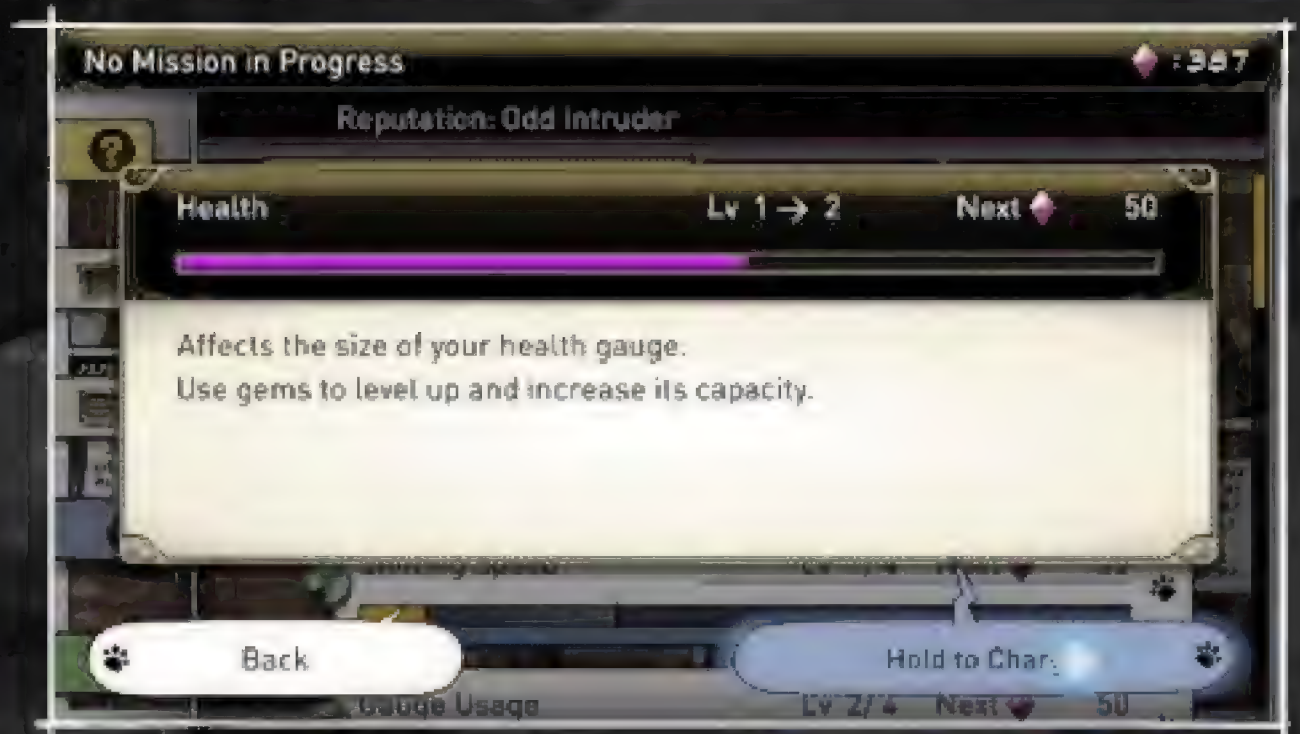 No Mission in Progress :367
Reputation: Odd Intruder
Health Lv 1 → 2 Next 50
Affects the size of your health gauge.
Use gems to level up and increase its capacity.
Back
Hold to Char
Gauge Usage Lv 2/4 Next 50